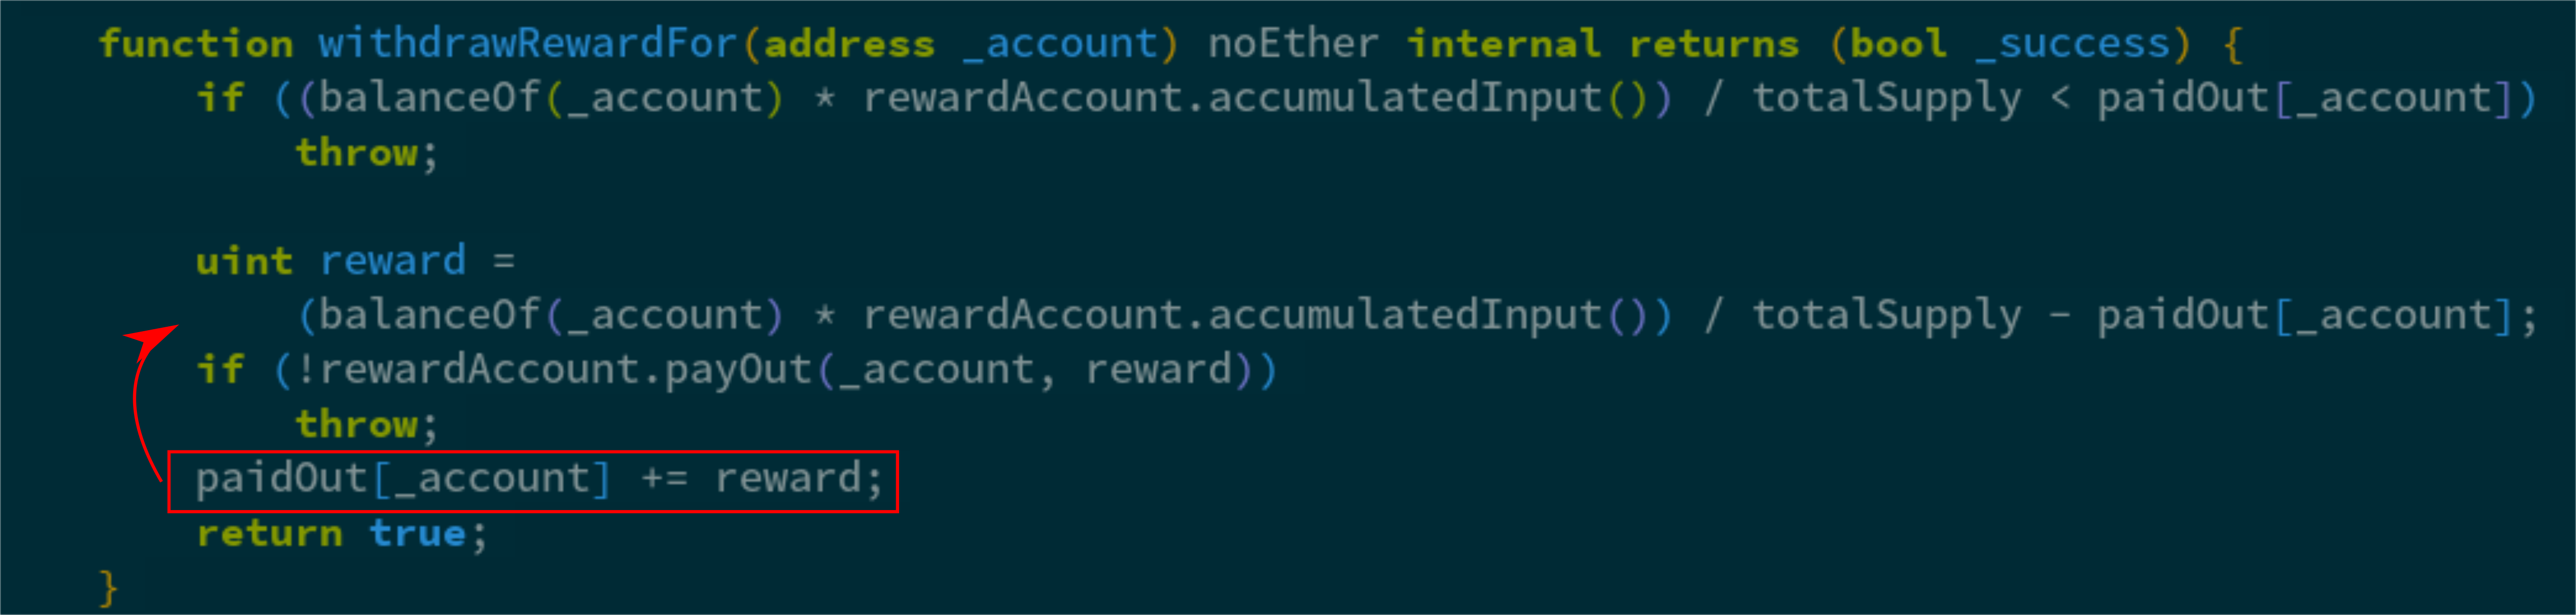 function withdrawRewardFor(address _account) noEther internal returns (bool _success) {
if ((balanceOf(_account) * rewardAccount.accumulatedInput()) / totalSupply < paidOut[_account])
throw;
uint reward =
(balanceOf(_account) * rewardAccount.accumulatedInput()) / totalSupply - paidOut[_account];
if (!rewardAccount.payOut(_account, reward))
throw;
paidOut[_account] += reward;
return true;
}